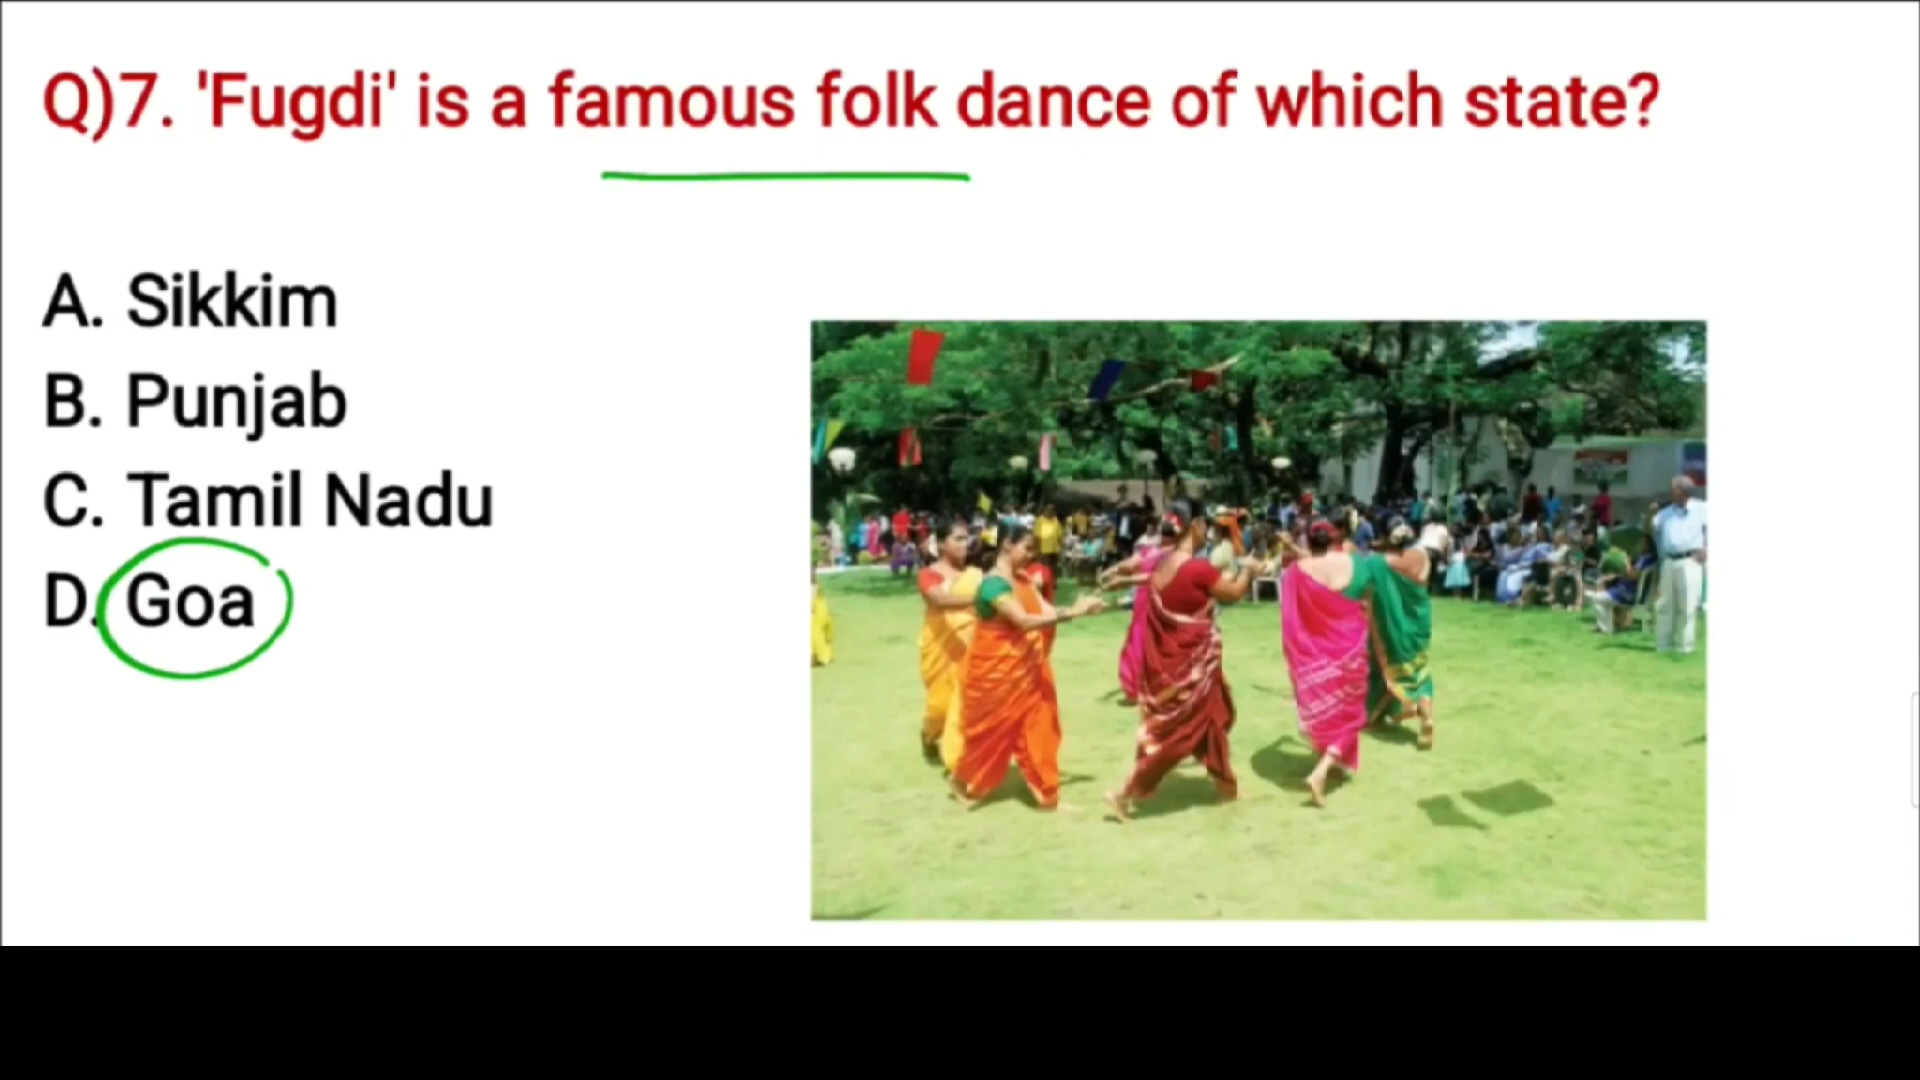 Q)7. 'Fugdi' is a famous folk dance of which state?
A. Sikkim
B. Punjab
C. Tamil Nadu
D. Goa